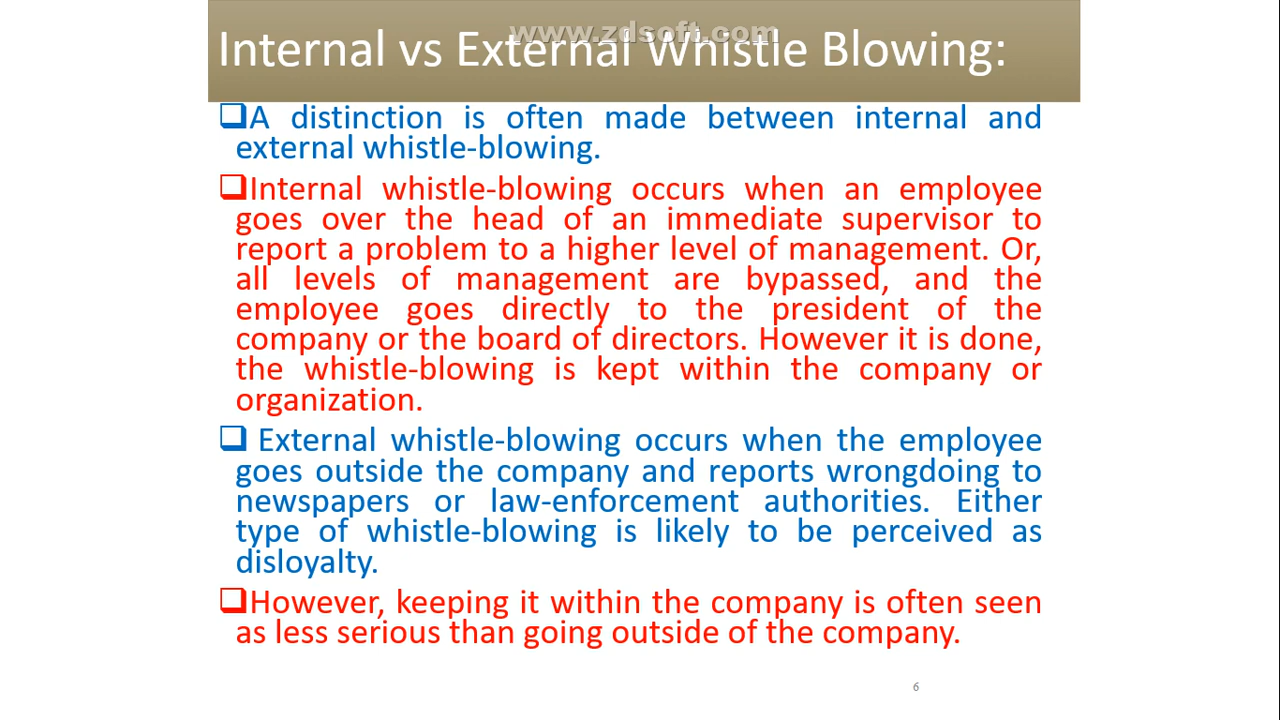 www.zdsoft.com
Internal vs External Whistle Blowing:
❑A distinction is often made between internal and
external whistle-blowing.
❑Internal whistle-blowing occurs when an employee
goes over the head of an immediate supervisor to
report a problem to a higher level of management. Or,
all levels of management are bypassed, and the
employee goes directly to the president of the
company or the board of directors. However it is done,
the whistle-blowing is kept within the company or
organization.
❑ External whistle-blowing occurs when the employee
goes outside the company and reports wrongdoing to
newspapers or law-enforcement authorities. Either
type of whistle-blowing is likely to be perceived as
disloyalty.
❑However, keeping it within the company is often seen
as less serious than going outside of the company.
6